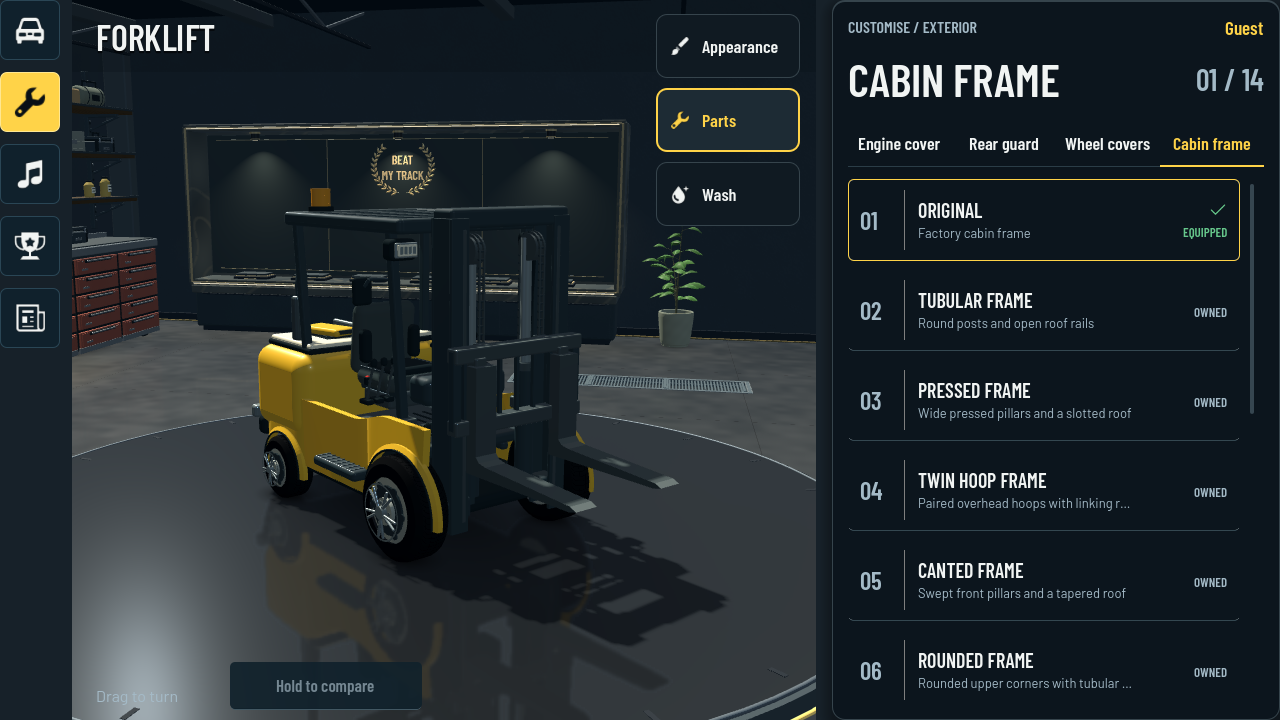 FORKLIFT
BEAT
MY TRACK
Appearance
Parts
Wash
Drag to turn
Hold to compare
CUSTOMISE / EXTERIOR
Guest
CABIN FRAME
01 / 14
Engine cover
Rear guard
Wheel covers
Cabin frame
01
ORIGINAL
Factory cabin frame
EQUIPPED
02
TUBULAR FRAME
Round posts and open roof rails
OWNED
03
PRESSED FRAME
Wide pressed pillars and a slotted roof
OWNED
04
TWIN HOOP FRAME
Paired overhead hoops with linking r...
OWNED
05
CANTED FRAME
Swept front pillars and a tapered roof
OWNED
06
ROUNDED FRAME
Rounded upper corners with tubular ...
OWNED